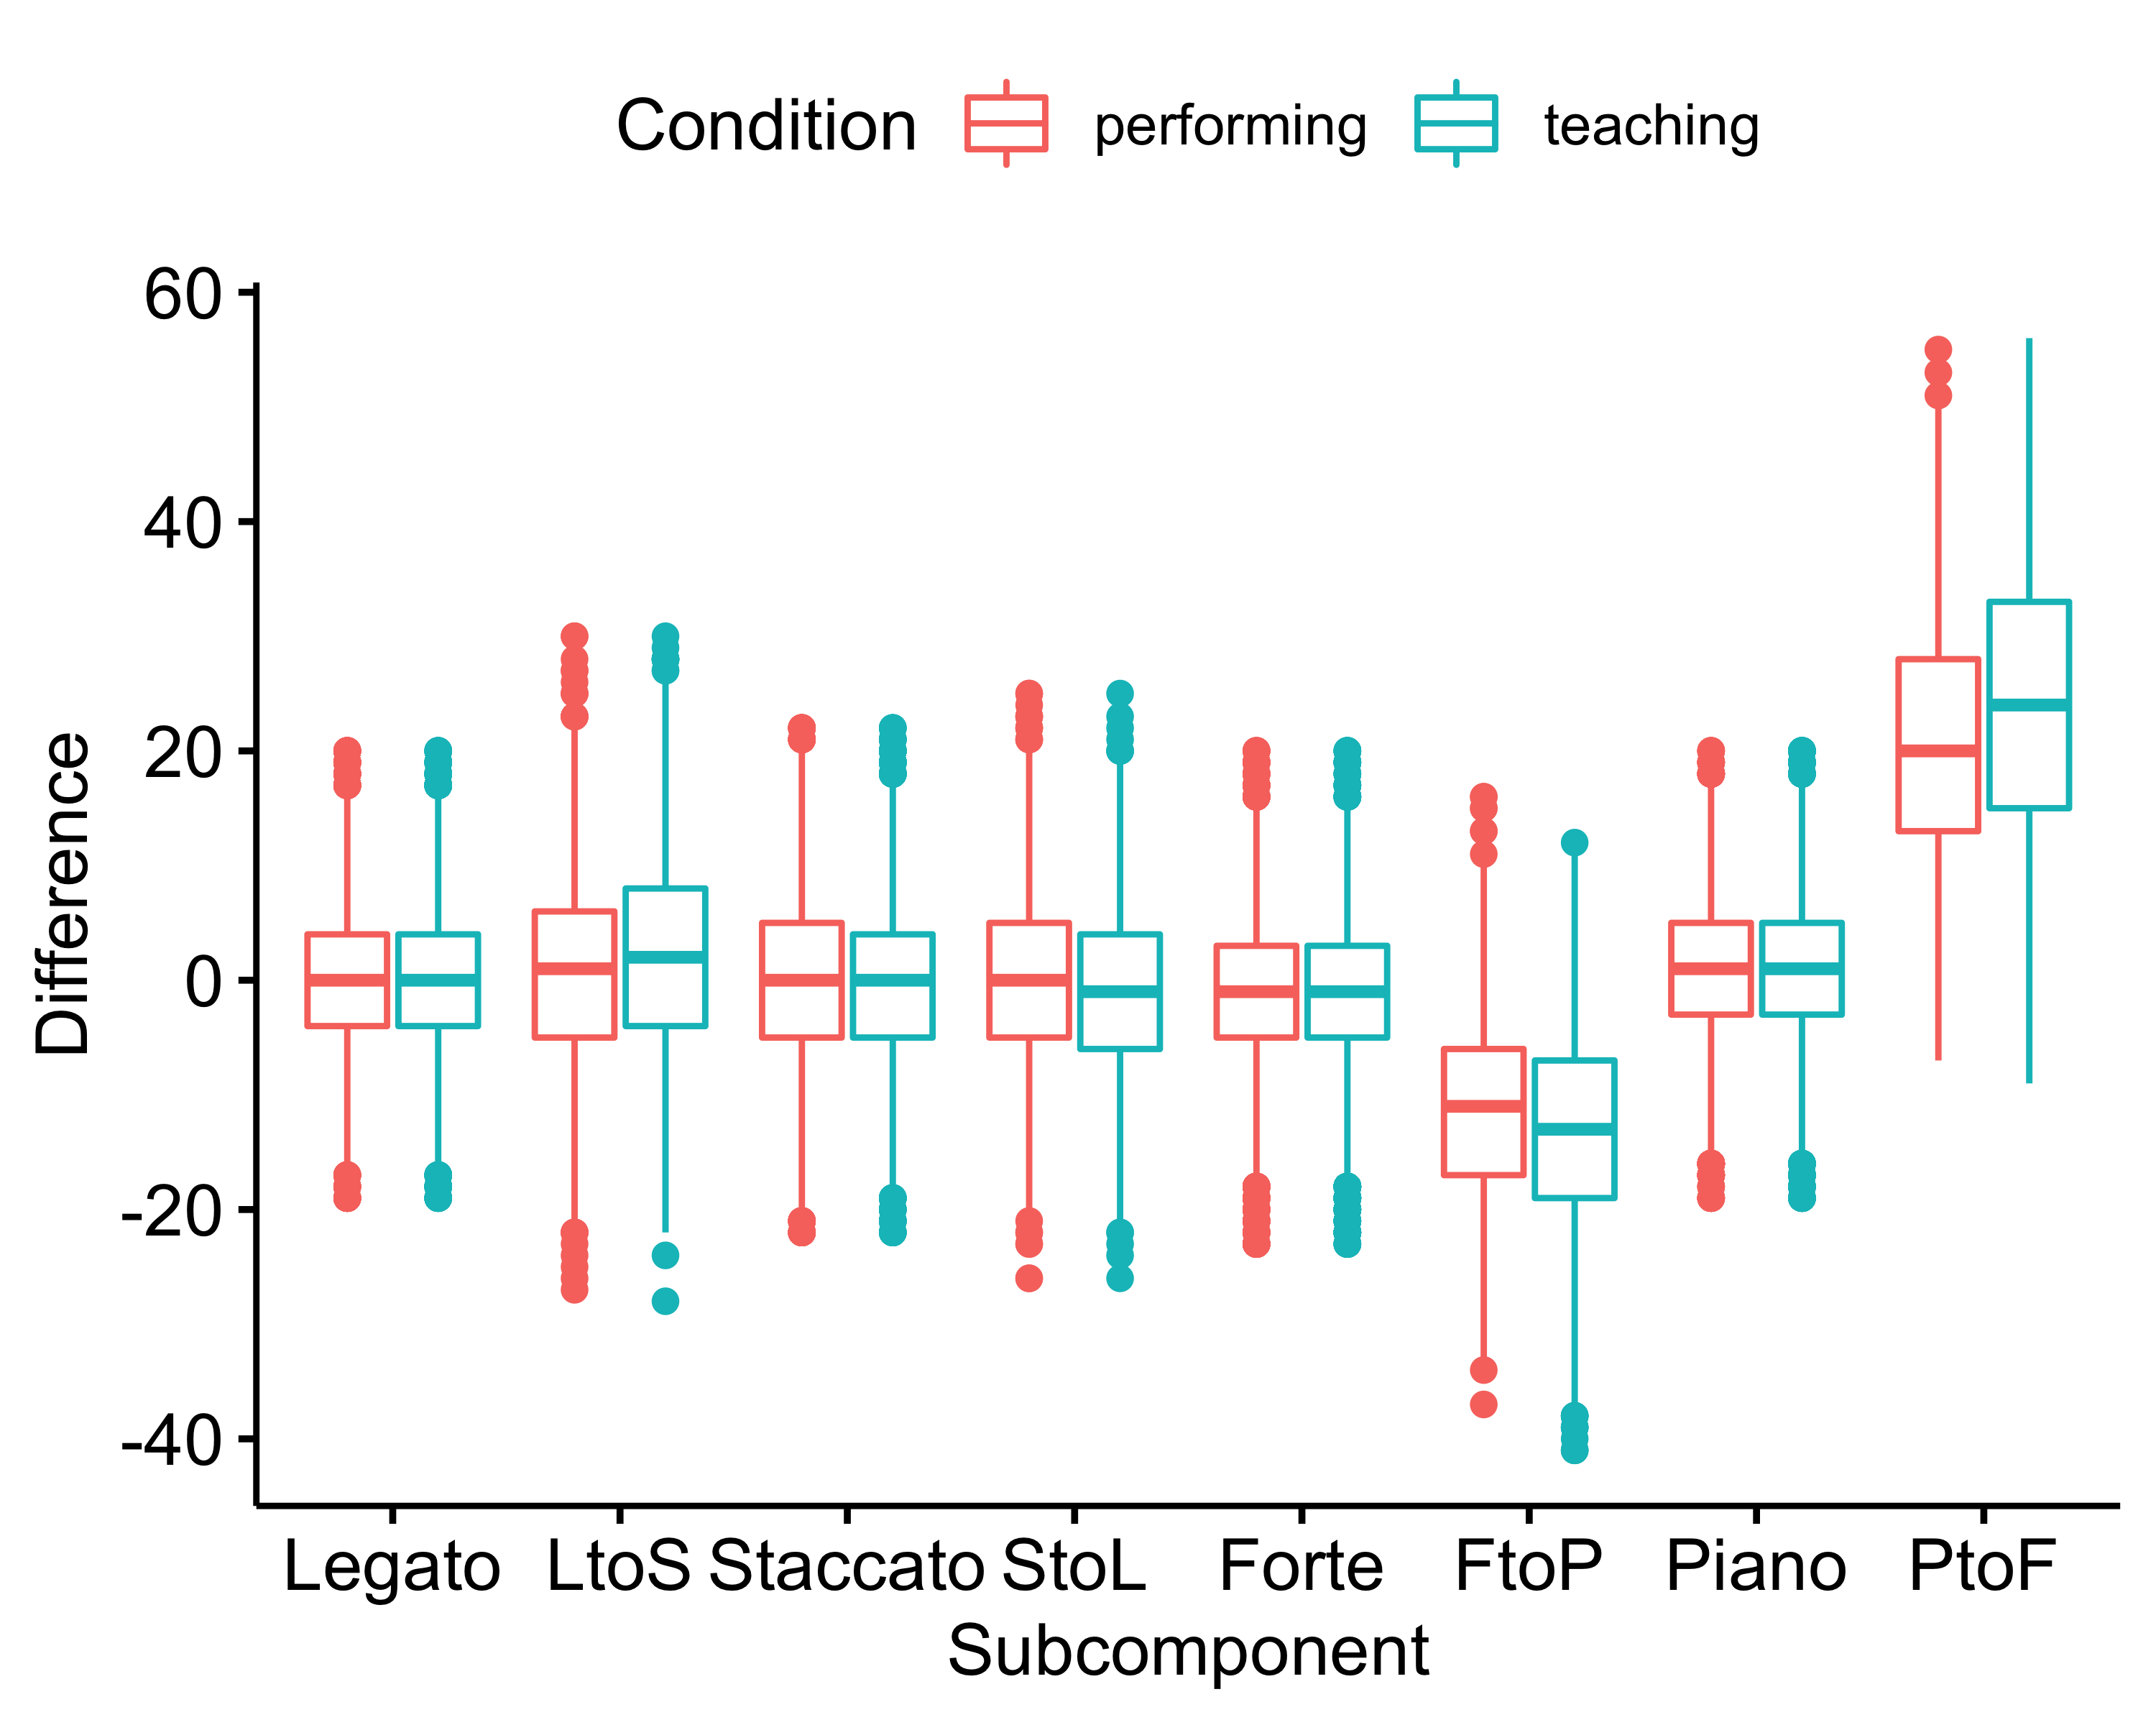 Condition performing teaching
60
40
20
0
-20
-40
Difference
Legato LtoS Staccato StoL Forte FtoP Piano PtoF
Subcomponent